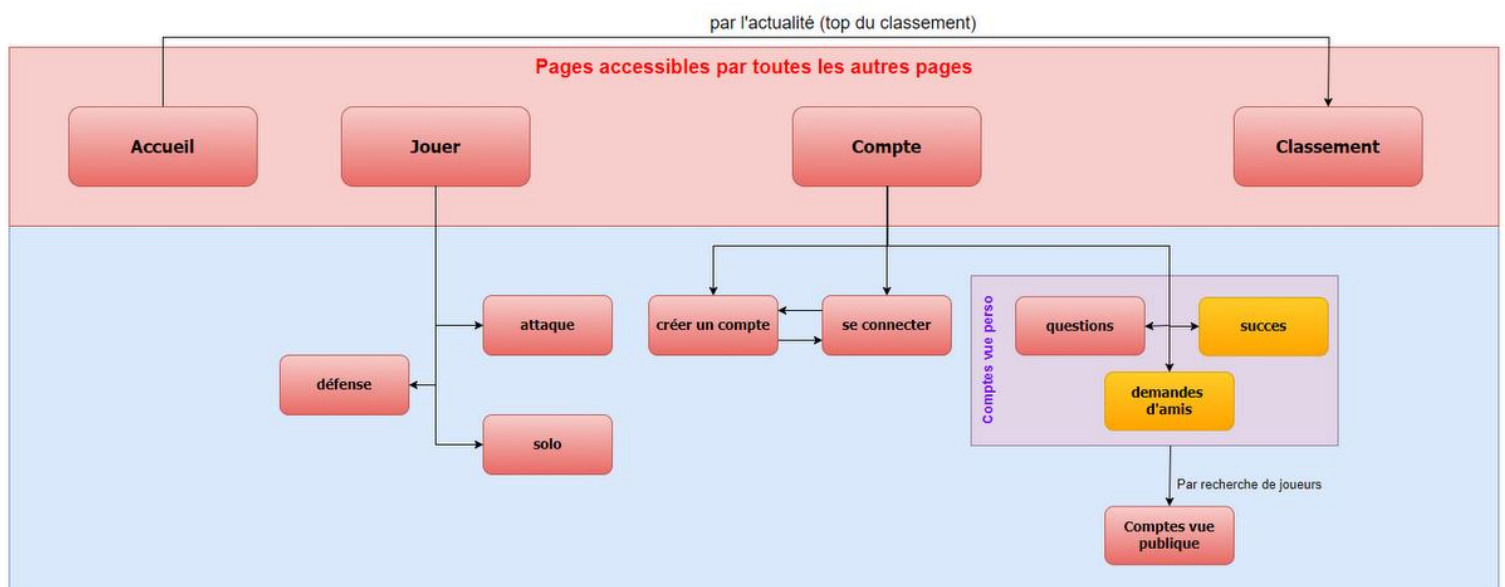 par l'actualité (top du classement)
Pages accessibles par toutes les autres pages
Accueil
Jouer
Compte
Classement
attaque
défense
solo
créer un compte
se connecter
Comptes vue perso
questions
succes
demandes
d'amis
Par recherche de joueurs
Comptes vue
publique